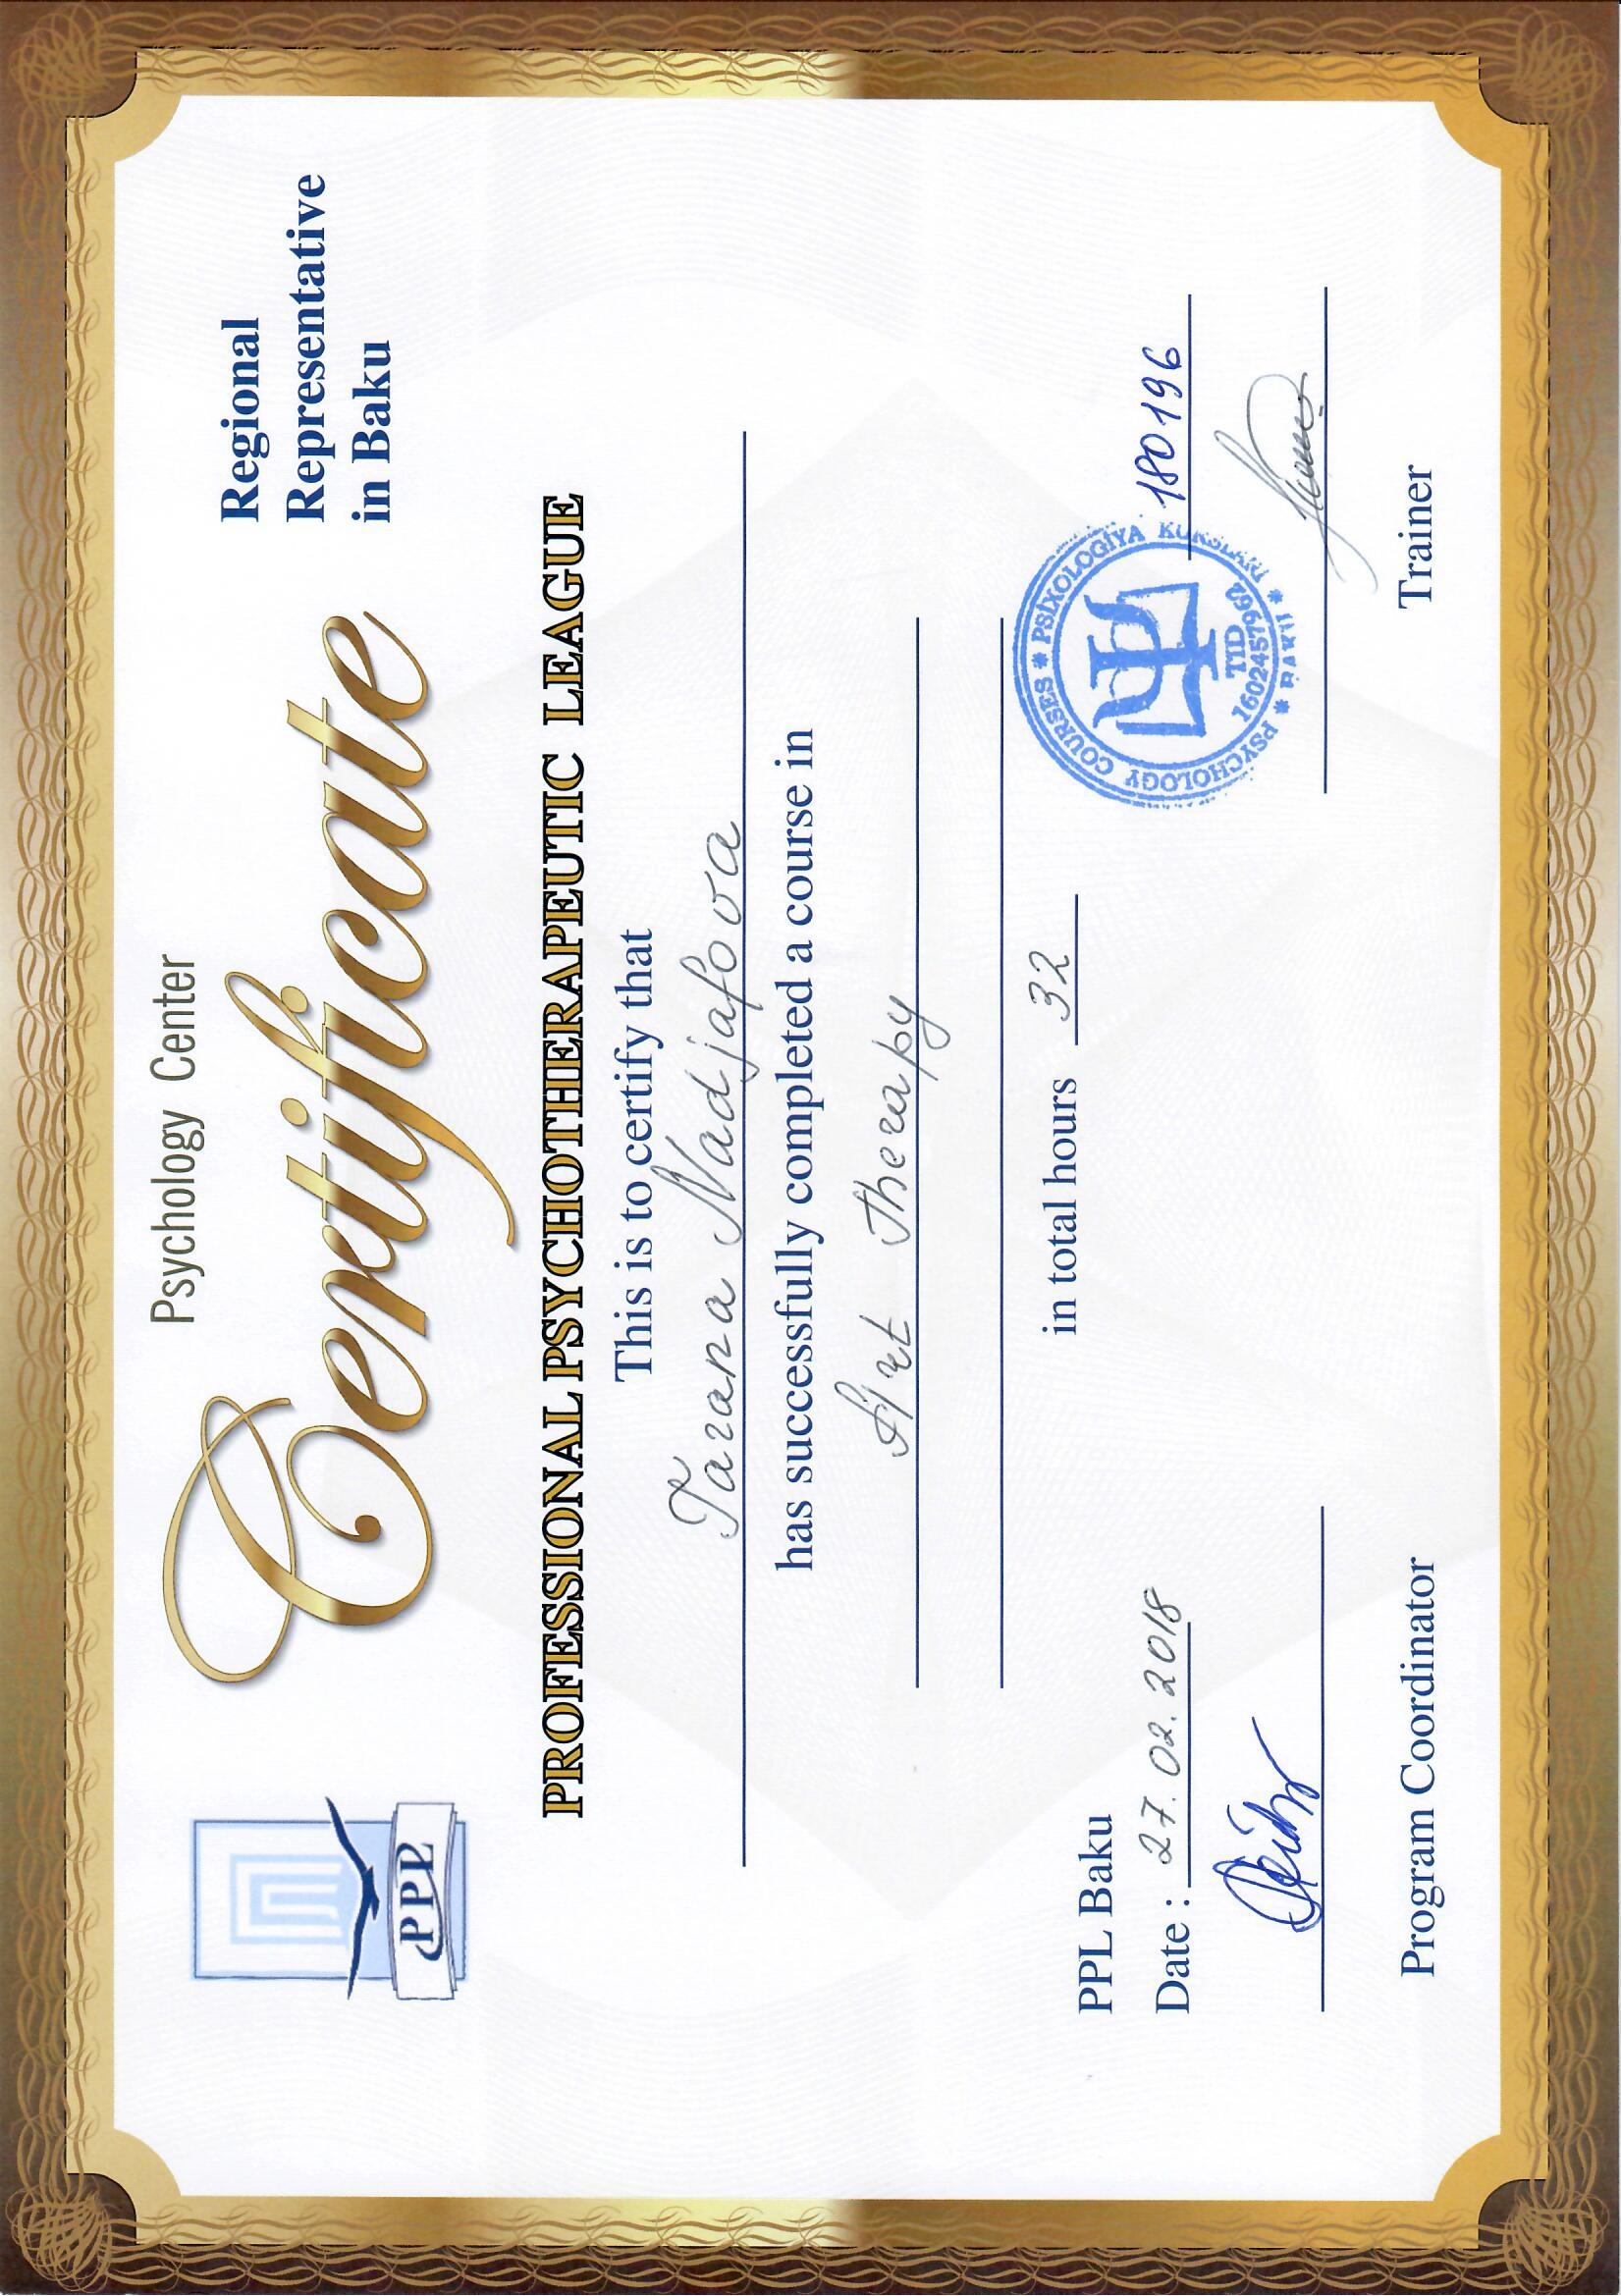 Psychology Center
Certificate
Regional
Representative
in Baku
PPL
PROFESSIONAL PSYCHOTHERAPEUTIC LEAGUE
This is to certify that
Tarana Nadjafova
has successfully completed a course in
Art Therapy
in total hours 32
PPL Baku
Date : 27.02.2018
180196
PSYCHOLOGY COURSES * PSIXOLOGİYA KURSLARI * BAKU *
TID
1602457962
Program Coordinator
Trainer